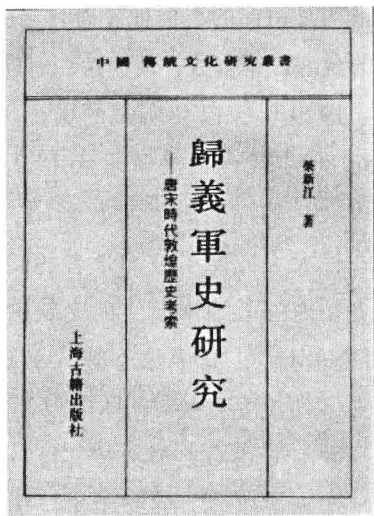 中國傳統文化研究叢書
榮新江 著
歸義軍史研究
——唐宋時代敦煌歷史考索
上海古籍出版社